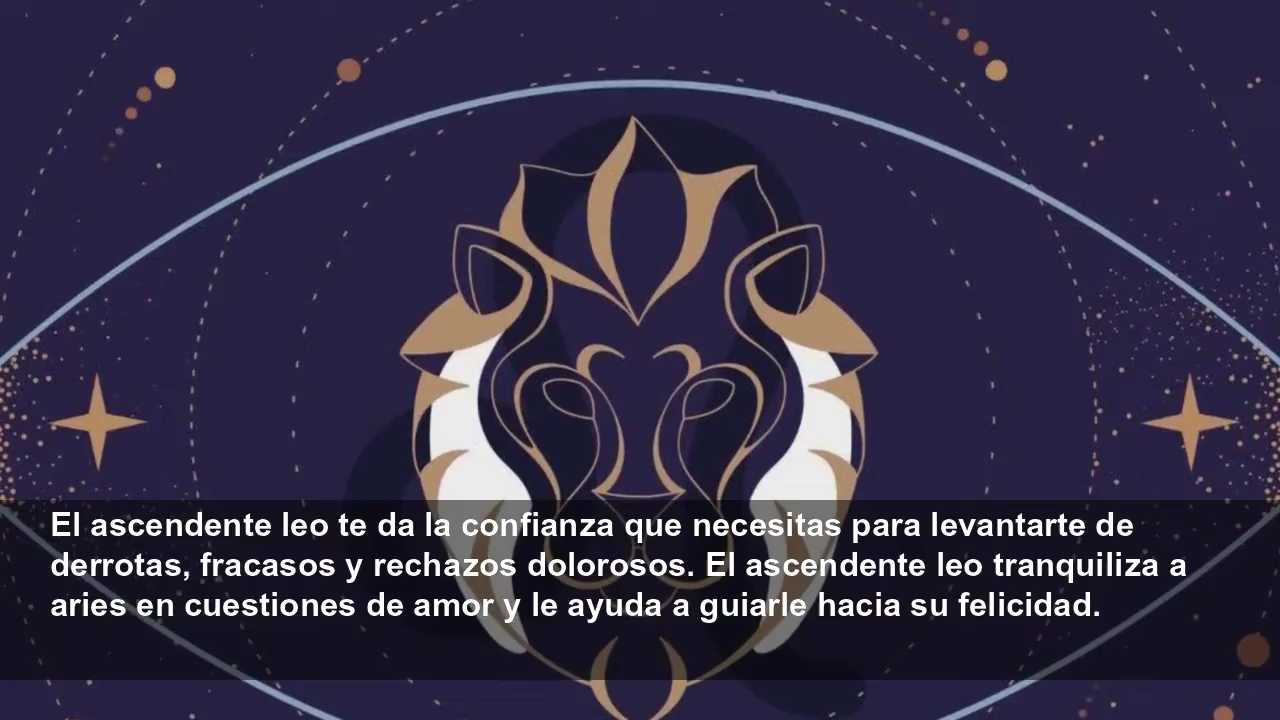 El ascendente leo te da la confianza que necesitas para levantarte de
derrotas, fracasos y rechazos dolorosos. El ascendente leo tranquiliza a
aries en cuestiones de amor y le ayuda a guiarle hacia su felicidad.